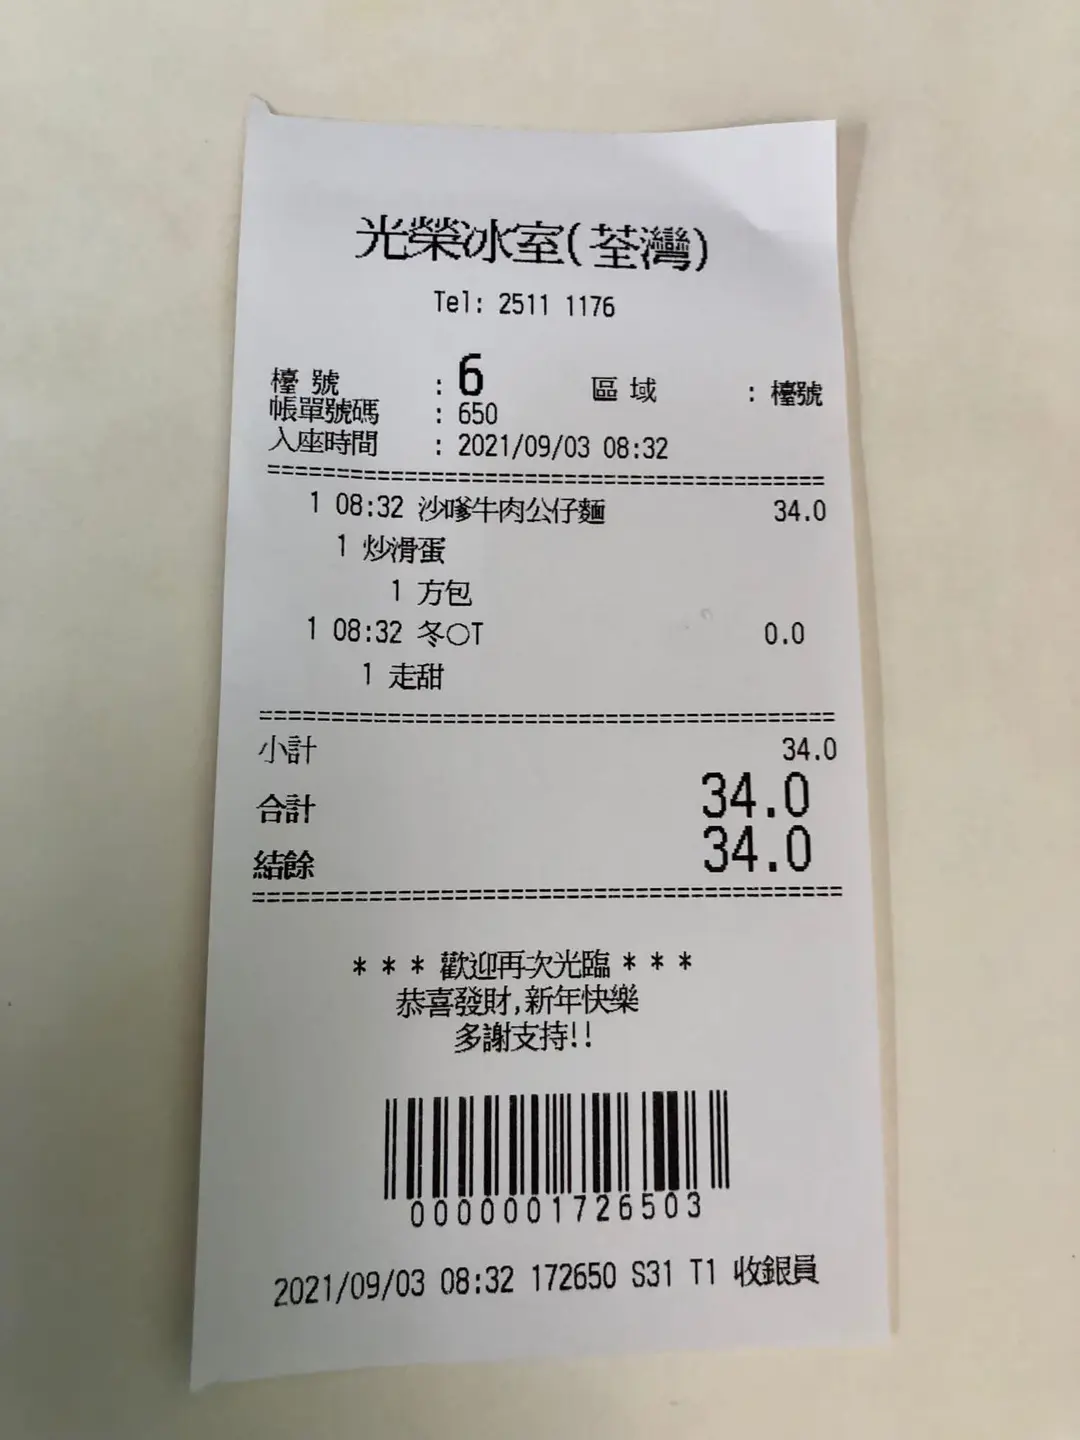 光榮冰室(荃灣)
Tel: 2511 1176
檯號 : 6 區域 : 檯號
帳單號碼 : 650
入座時間 : 2021/09/03 08:32
========================================
1 08:32 沙嗲牛肉公仔麵 34.0
1 炒滑蛋
1 方包
1 08:32 冬○T 0.0
1 走甜
========================================
小計 34.0
合計 34.0
結餘 34.0
========================================
* * * 歡迎再次光臨 * * *
恭喜發財,新年快樂
多謝支持!!
0000001726503
2021/09/03 08:32 172650 S31 T1 收銀員